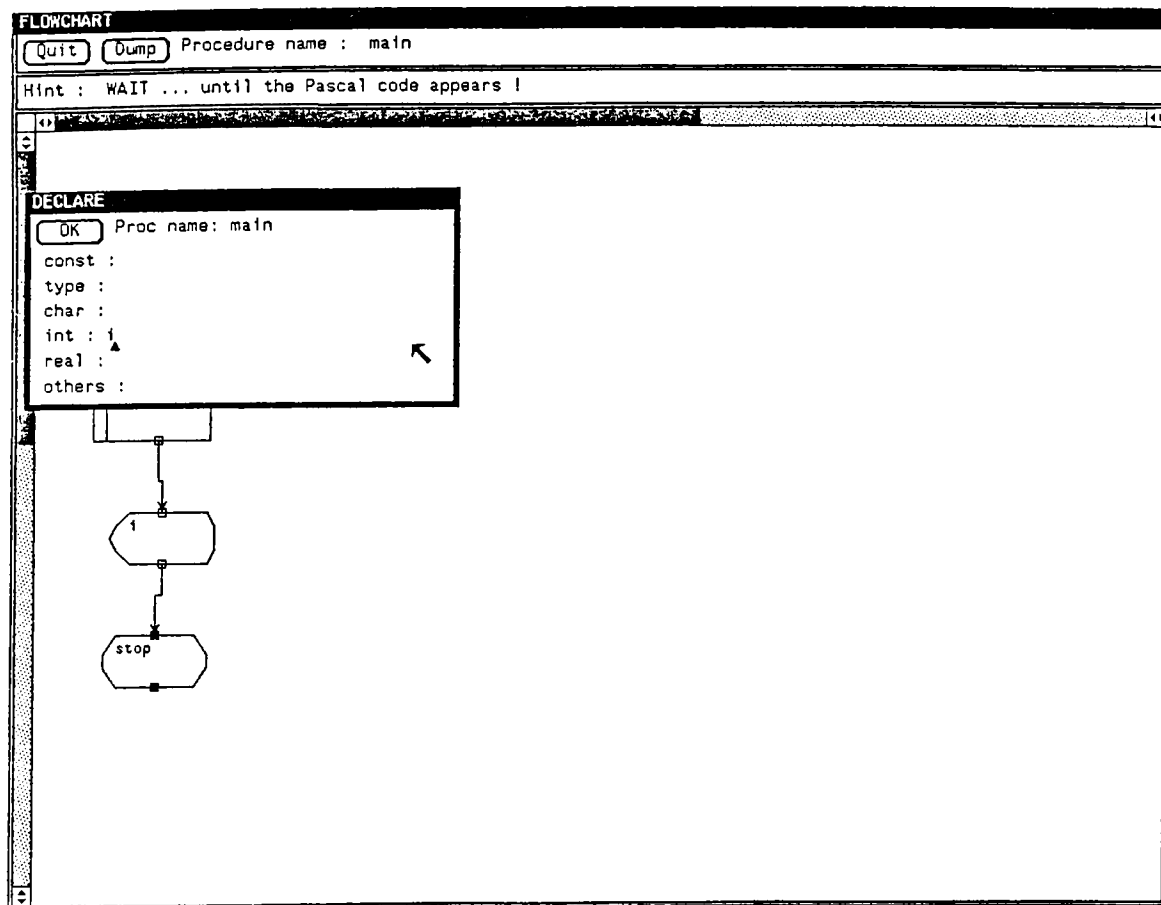 FLOWCHART
Quit Dump Procedure name : main
Hint : WAIT ... until the Pascal code appears !
DECLARE
OK Proc name: main
const :
type :
char :
int : i
real :
others :
i
stop